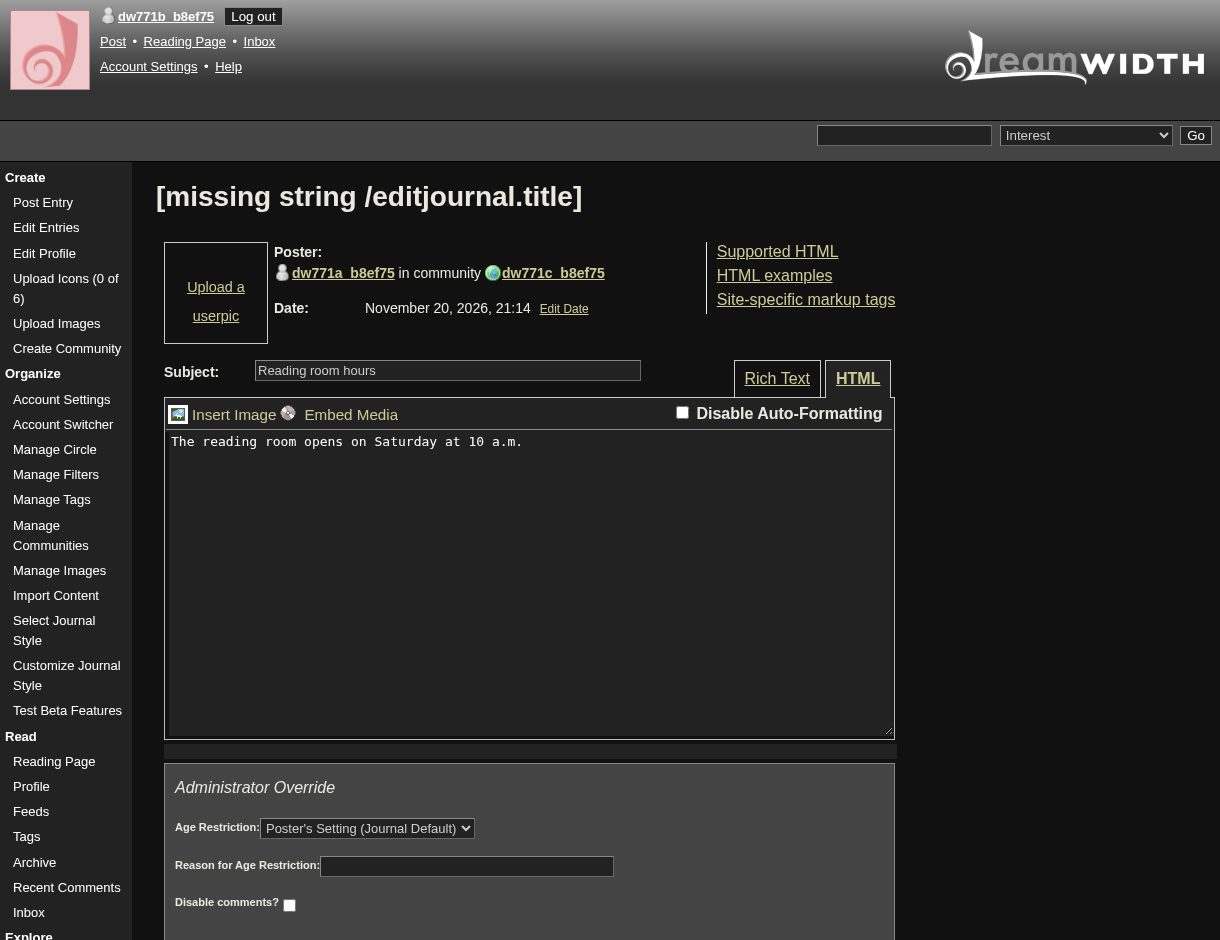 dw771b_b8ef75 Log out
Post • Reading Page • Inbox
Account Settings • Help
dreamWIDTH
Interest Go
Create
Post Entry
Edit Entries
Edit Profile
Upload Icons (0 of
6)
Upload Images
Create Community
Organize
Account Settings
Account Switcher
Manage Circle
Manage Filters
Manage Tags
Manage
Communities
Manage Images
Import Content
Select Journal
Style
Customize Journal
Style
Test Beta Features
Read
Reading Page
Profile
Feeds
Tags
Archive
Recent Comments
Inbox
Explore
[missing string /editjournal.title]
Upload a
userpic
Poster:
dw771a_b8ef75 in community dw771c_b8ef75
Date: November 20, 2026, 21:14 Edit Date
Supported HTML
HTML examples
Site-specific markup tags
Subject: Reading room hours
Rich Text HTML
Insert Image Embed Media Disable Auto-Formatting
The reading room opens on Saturday at 10 a.m.
Administrator Override
Age Restriction: Poster's Setting (Journal Default)
Reason for Age Restriction:
Disable comments?